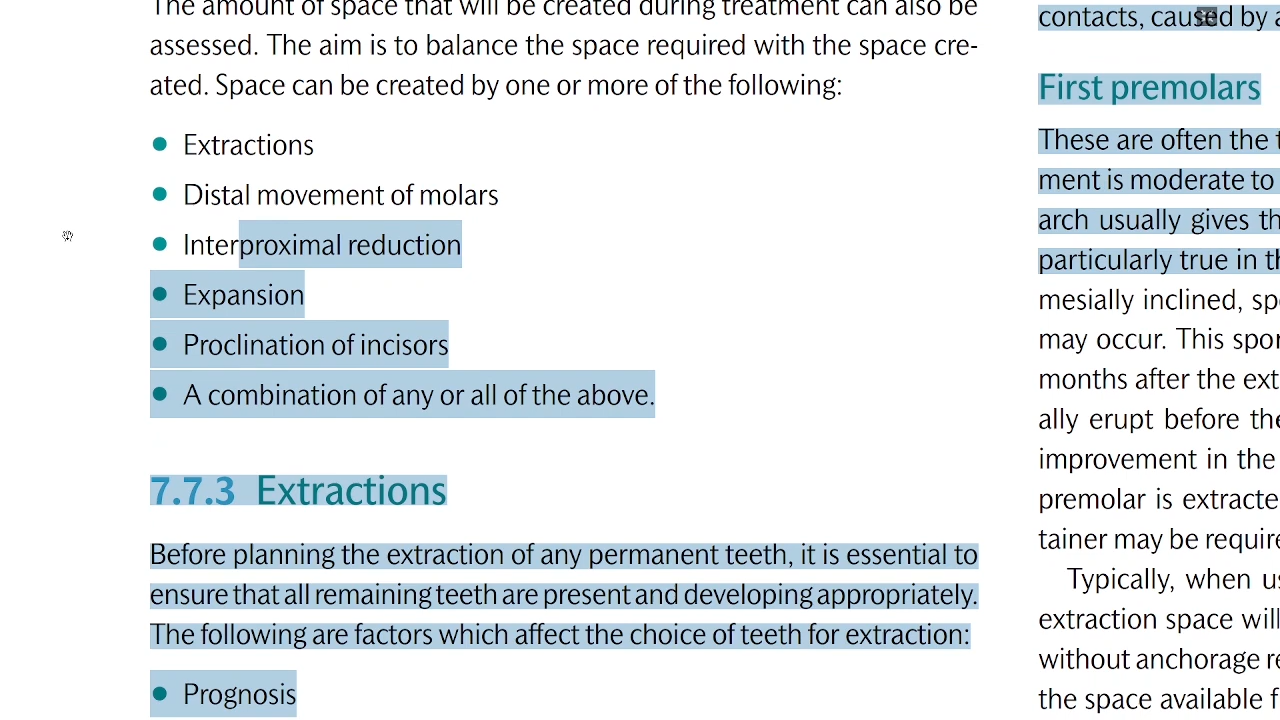 The amount of space that will be created during treatment can also be
assessed. The aim is to balance the space required with the space cre-
ated. Space can be created by one or more of the following:
● Extractions
● Distal movement of molars
● Interproximal reduction
● Expansion
● Proclination of incisors
● A combination of any or all of the above.
7.7.3 Extractions
Before planning the extraction of any permanent teeth, it is essential to
ensure that all remaining teeth are present and developing appropriately.
The following are factors which affect the choice of teeth for extraction:
● Prognosis
contacts, caused by a
First premolars
These are often the t
ment is moderate to
arch usually gives th
particularly true in th
mesially inclined, sp
may occur. This spon
months after the ext
ally erupt before the
improvement in the
premolar is extracte
tainer may be require
Typically, when us
extraction space will
without anchorage re
the space available f